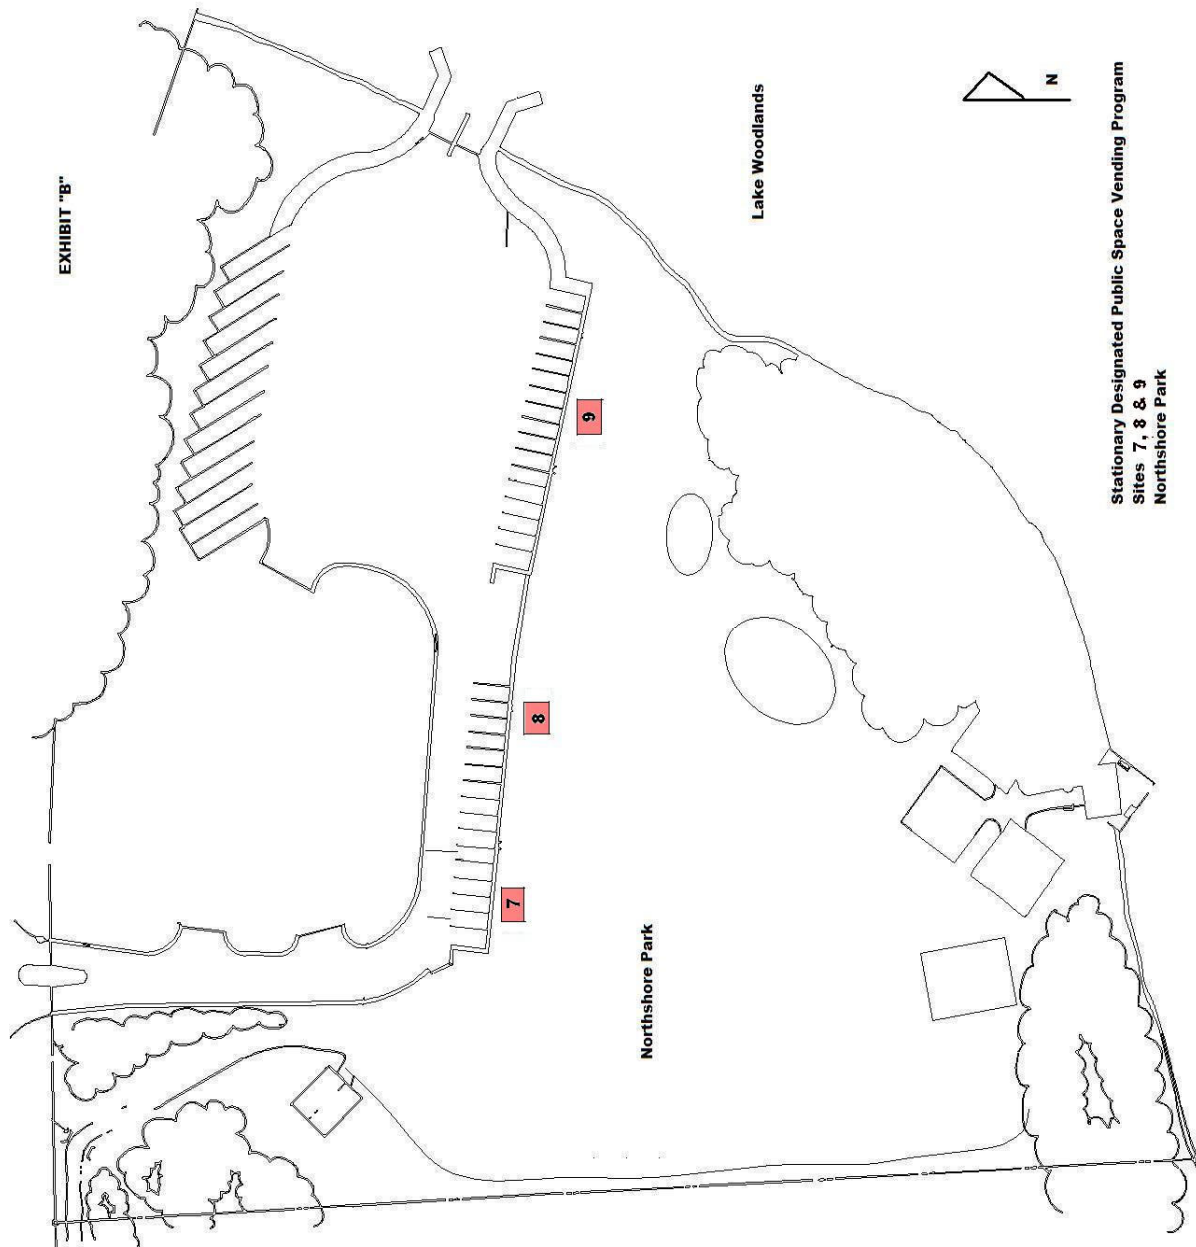 EXHIBIT "B"
N
Lake Woodlands
9
8
7
Northshore Park
Stationary Designated Public Space Vending Program
Sites 7, 8 & 9
Northshore Park